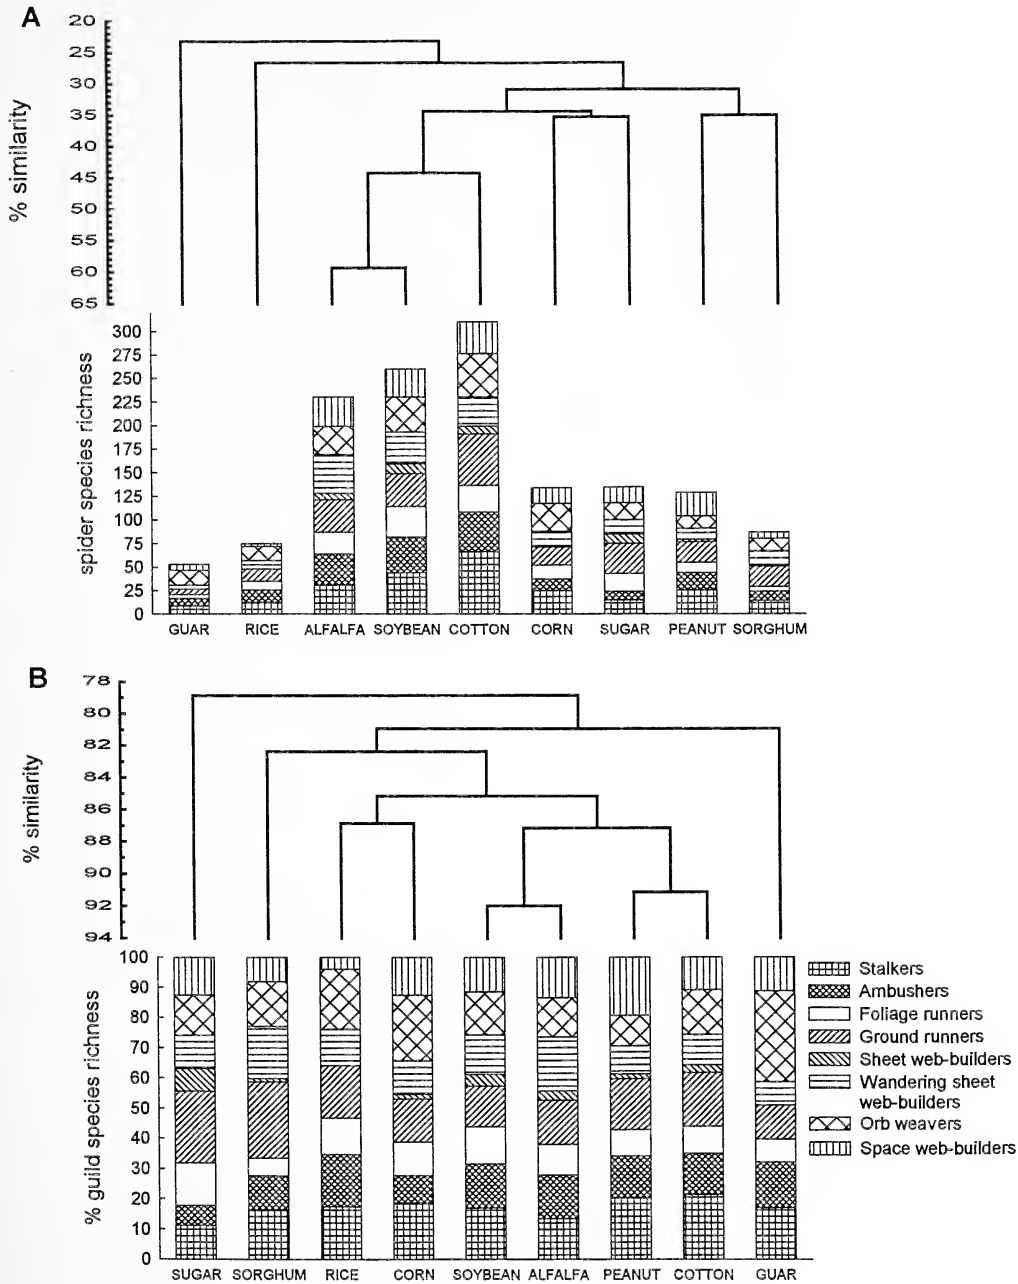 A
20
25
30
35
40
45
50
55
60
65
% similarity
300
275
250
225
200
175
150
125
100
75
50
25
0
spider species richness
GUAR RICE ALFALFA SOYBEAN COTTON CORN SUGAR PEANUT SORGHUM
B
78
80
82
84
86
88
90
92
94
% similarity
100
90
80
70
60
50
40
30
20
10
0
% guild species richness
SUGAR SORGHUM RICE CORN SOYBEAN ALFALFA PEANUT COTTON GUAR
Stalkers
Ambushers
Foliage runners
Ground runners
Sheet web-builders
Wandering sheet
web-builders
Orb weavers
Space web-builders